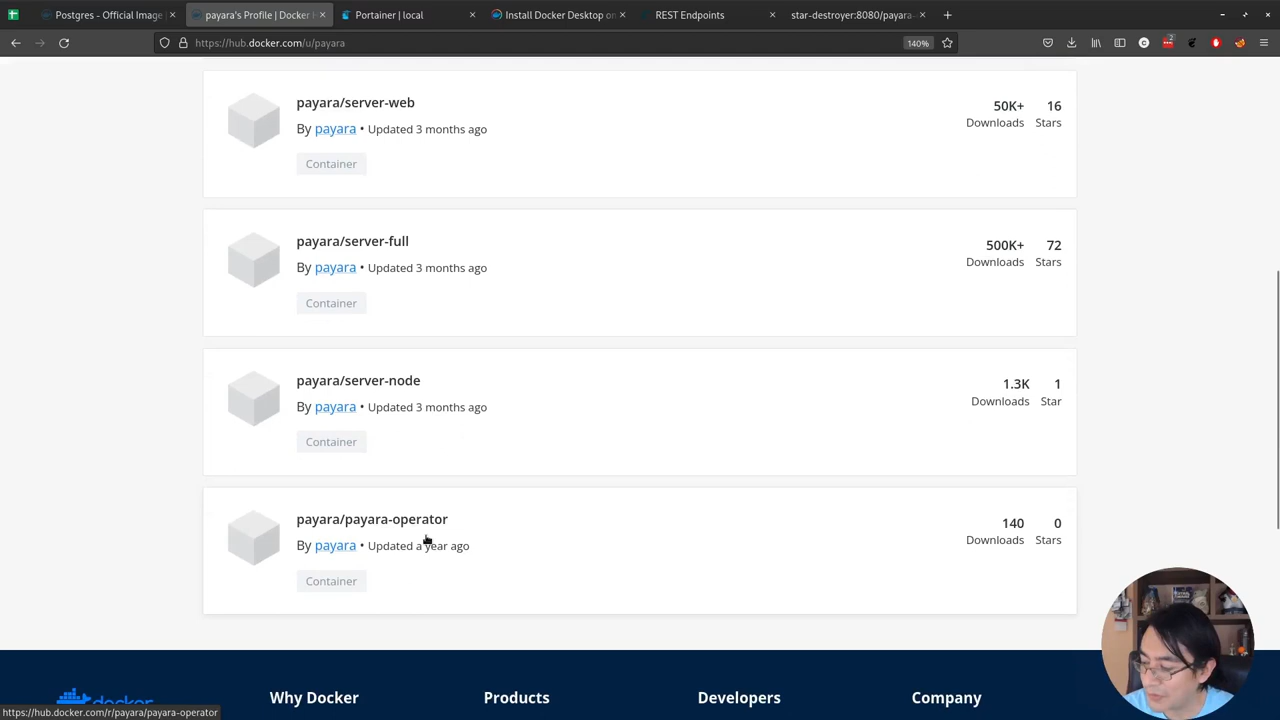 Postgres - Official Image
payara's Profile | Docker H
Portainer | local
Install Docker Desktop on
REST Endpoints
star-destroyer:8080/payara-
https://hub.docker.com/u/payara
140%
2
payara/server-web
By payara • Updated 3 months ago
Container
50K+
Downloads
16
Stars
payara/server-full
By payara • Updated 3 months ago
Container
500K+
Downloads
72
Stars
payara/server-node
By payara • Updated 3 months ago
Container
1.3K
Downloads
1
Star
payara/payara-operator
By payara • Updated a year ago
Container
140
Downloads
0
Stars
docker
Why Docker
Products
Developers
Company
https://hub.docker.com/r/payara/payara-operator